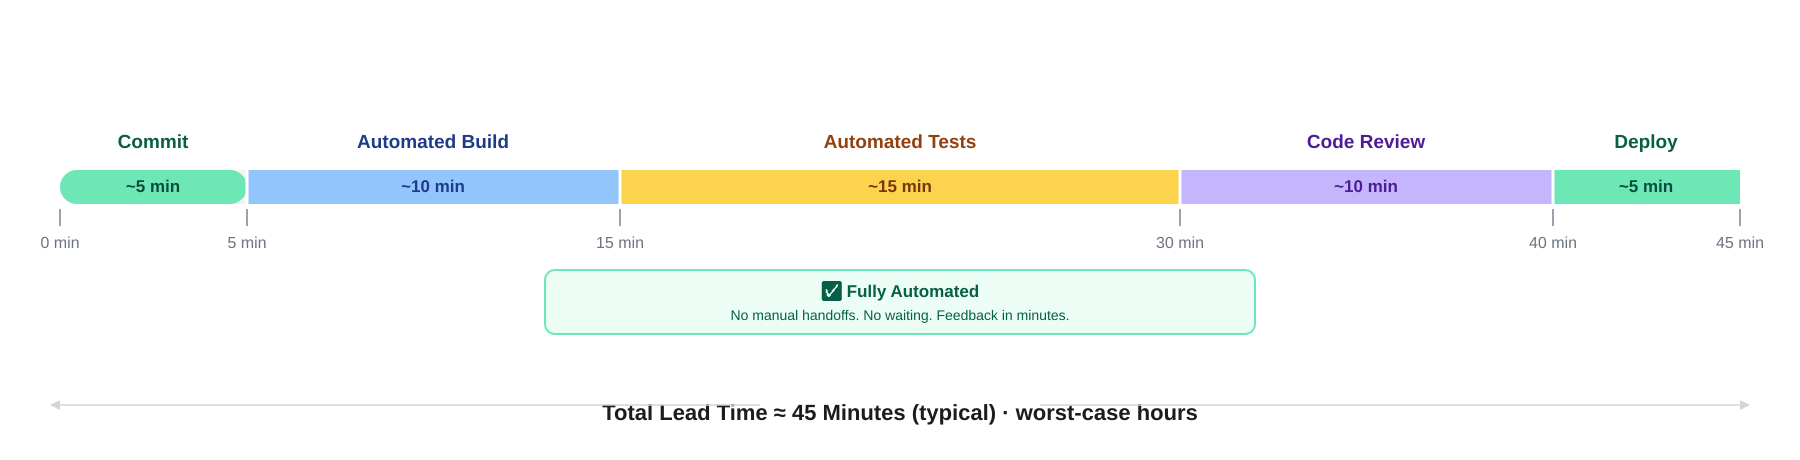 Commit Automated Build Automated Tests Code Review Deploy
~5 min ~10 min ~15 min ~10 min ~5 min
0 min 5 min 15 min 30 min 40 min 45 min
☑ Fully Automated
No manual handoffs. No waiting. Feedback in minutes.
Total Lead Time ≈ 45 Minutes (typical) · worst-case hours